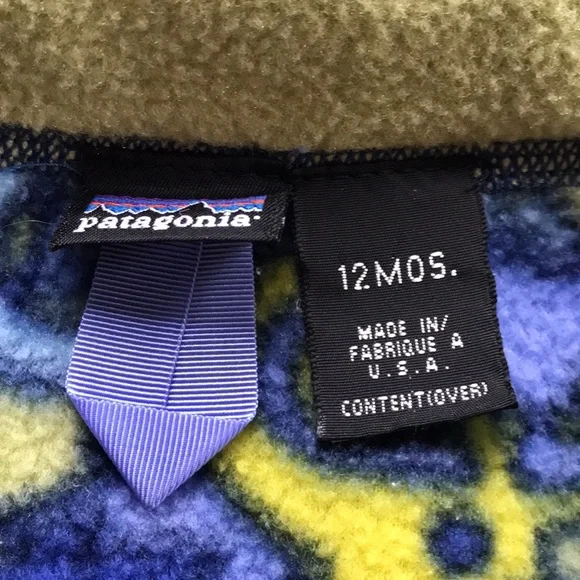 patagonia
12MOS.
MADE IN/
FABRIQUE A
U.S.A.
CONTENT(OVER)